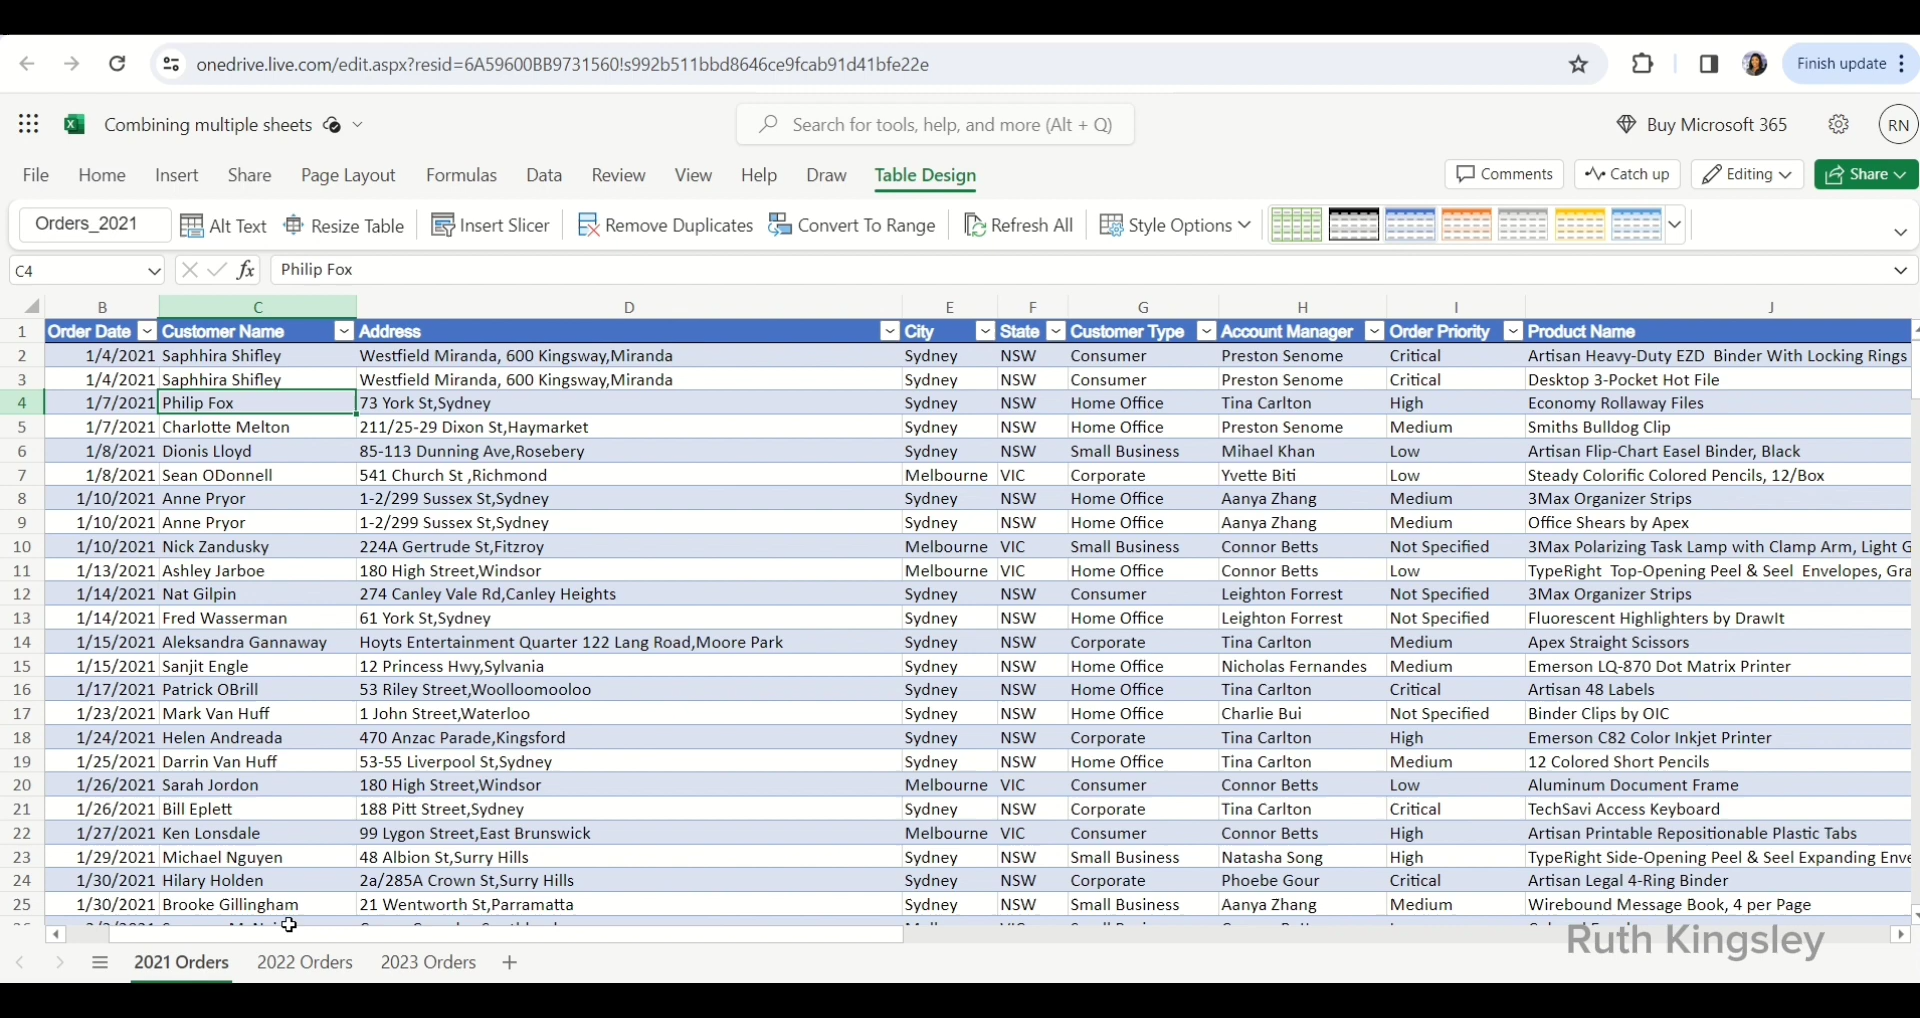 onedrive.live.com/edit.aspx?resid=6A59600BB9731560!s992b511bbd8646ce9fcab91d41bfe22e Finish update
Combining multiple sheets Search for tools, help, and more (Alt + Q) Buy Microsoft 365 RN
File Home Insert Share Page Layout Formulas Data Review View Help Draw Table Design Comments Catch up Editing Share
Orders_2021 Alt Text Resize Table Insert Slicer Remove Duplicates Convert To Range Refresh All Style Options
C4 fx Philip Fox
B C D E F G H I J
1 Order Date Customer Name Address City State Customer Type Account Manager Order Priority Product Name
2 1/4/2021 Saphhira Shifley Westfield Miranda, 600 Kingsway,Miranda Sydney NSW Consumer Preston Senome Critical Artisan Heavy-Duty EZD Binder With Locking Rings
3 1/4/2021 Saphhira Shifley Westfield Miranda, 600 Kingsway,Miranda Sydney NSW Consumer Preston Senome Critical Desktop 3-Pocket Hot File
4 1/7/2021 Philip Fox 73 York St,Sydney Sydney NSW Home Office Tina Carlton High Economy Rollaway Files
5 1/7/2021 Charlotte Melton 211/25-29 Dixon St,Haymarket Sydney NSW Home Office Preston Senome Medium Smiths Bulldog Clip
6 1/8/2021 Dionis Lloyd 85-113 Dunning Ave,Rosebery Sydney NSW Small Business Mihael Khan Low Artisan Flip-Chart Easel Binder, Black
7 1/8/2021 Sean ODonnell 541 Church St ,Richmond Melbourne VIC Corporate Yvette Biti Low Steady Colorific Colored Pencils, 12/Box
8 1/10/2021 Anne Pryor 1-2/299 Sussex St,Sydney Sydney NSW Home Office Aanya Zhang Medium 3Max Organizer Strips
9 1/10/2021 Anne Pryor 1-2/299 Sussex St,Sydney Sydney NSW Home Office Aanya Zhang Medium Office Shears by Apex
10 1/10/2021 Nick Zandusky 224A Gertrude St,Fitzroy Melbourne VIC Small Business Connor Betts Not Specified 3Max Polarizing Task Lamp with Clamp Arm, Light G
11 1/13/2021 Ashley Jarboe 180 High Street,Windsor Melbourne VIC Home Office Connor Betts Low TypeRight Top-Opening Peel & Seel Envelopes, Gra
12 1/14/2021 Nat Gilpin 274 Canley Vale Rd,Canley Heights Sydney NSW Consumer Leighton Forrest Not Specified 3Max Organizer Strips
13 1/14/2021 Fred Wasserman 61 York St,Sydney Sydney NSW Home Office Leighton Forrest Not Specified Fluorescent Highlighters by DrawIt
14 1/15/2021 Aleksandra Gannaway Hoyts Entertainment Quarter 122 Lang Road,Moore Park Sydney NSW Corporate Tina Carlton Medium Apex Straight Scissors
15 1/15/2021 Sanjit Engle 12 Princess Hwy,Sylvania Sydney NSW Home Office Nicholas Fernandes Medium Emerson LQ-870 Dot Matrix Printer
16 1/17/2021 Patrick OBrill 53 Riley Street,Woolloomooloo Sydney NSW Home Office Tina Carlton Critical Artisan 48 Labels
17 1/23/2021 Mark Van Huff 1 John Street,Waterloo Sydney NSW Home Office Charlie Bui Not Specified Binder Clips by OIC
18 1/24/2021 Helen Andreada 470 Anzac Parade,Kingsford Sydney NSW Corporate Tina Carlton High Emerson C82 Color Inkjet Printer
19 1/25/2021 Darrin Van Huff 53-55 Liverpool St,Sydney Sydney NSW Home Office Tina Carlton Medium 12 Colored Short Pencils
20 1/26/2021 Sarah Jordon 180 High Street,Windsor Melbourne VIC Consumer Connor Betts Low Aluminum Document Frame
21 1/26/2021 Bill Eplett 188 Pitt Street,Sydney Sydney NSW Corporate Tina Carlton Critical TechSavi Access Keyboard
22 1/27/2021 Ken Lonsdale 99 Lygon Street,East Brunswick Melbourne VIC Consumer Connor Betts High Artisan Printable Repositionable Plastic Tabs
23 1/29/2021 Michael Nguyen 48 Albion St,Surry Hills Sydney NSW Small Business Natasha Song High TypeRight Side-Opening Peel & Seel Expanding Enve
24 1/30/2021 Hilary Holden 2a/285A Crown St,Surry Hills Sydney NSW Corporate Phoebe Gour Critical Artisan Legal 4-Ring Binder
25 1/30/2021 Brooke Gillingham 21 Wentworth St,Parramatta Sydney NSW Small Business Aanya Zhang Medium Wirebound Message Book, 4 per Page
Ruth Kingsley
2021 Orders 2022 Orders 2023 Orders